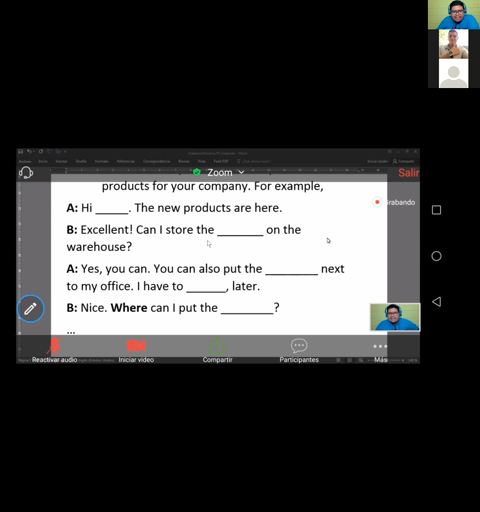 Zoom
Salir
products for your company. For example,
Grabando
A: Hi ______. The new products are here.
B: Excellent! Can I store the ________ on the
warehouse?
A: Yes, you can. You can also put the _________ next
to my office. I have to _______, later.
B: Nice. Where can I put the _________?
...
Reactivar audio
Iniciar video
Compartir
Participantes
Más